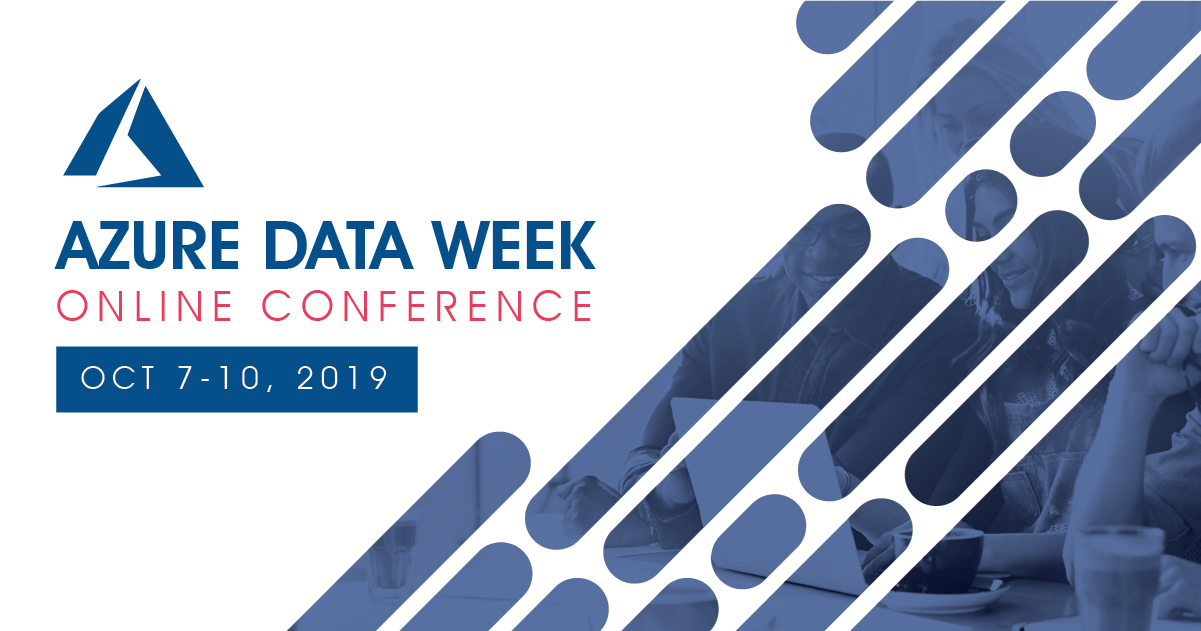 AZURE DATA WEEK
ONLINE CONFERENCE
OCT 7-10, 2019